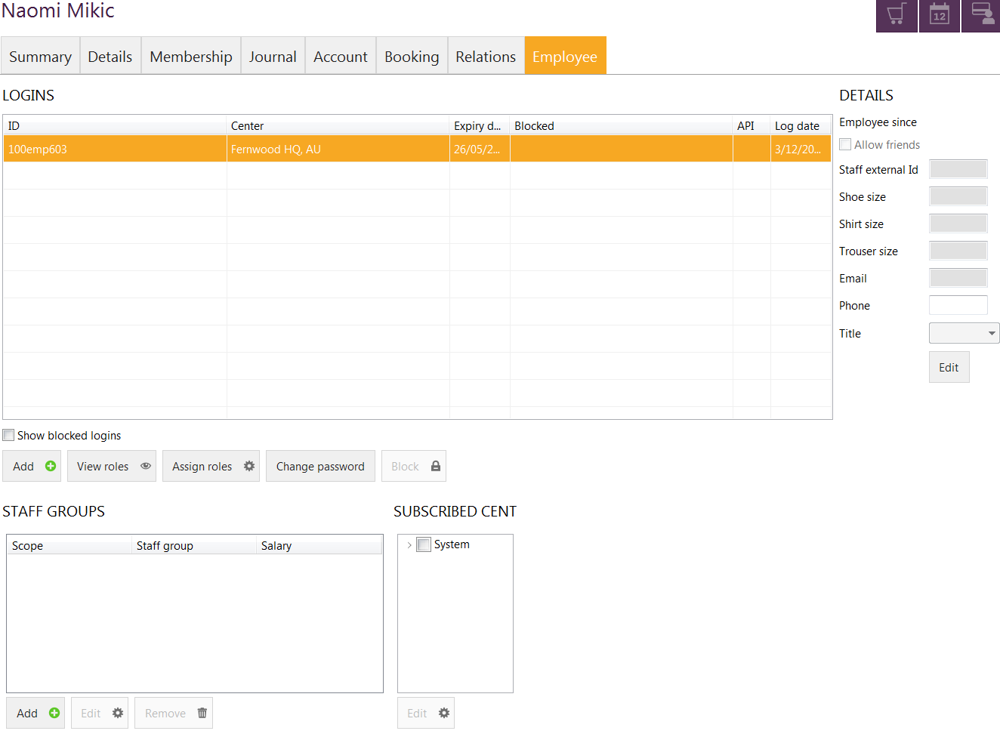 Naomi Mikic
12
Summary Details Membership Journal Account Booking Relations Employee
LOGINS
ID Center Expiry d... Blocked API Log date
100emp603 Fernwood HQ, AU 26/05/2... 3/12/20...
Show blocked logins
Add View roles Assign roles Change password Block
DETAILS
Employee since
Allow friends
Staff external Id
Shoe size
Shirt size
Trouser size
Email
Phone
Title
Edit
STAFF GROUPS
Scope Staff group Salary
Add Edit Remove
SUBSCRIBED CENT
System
Edit